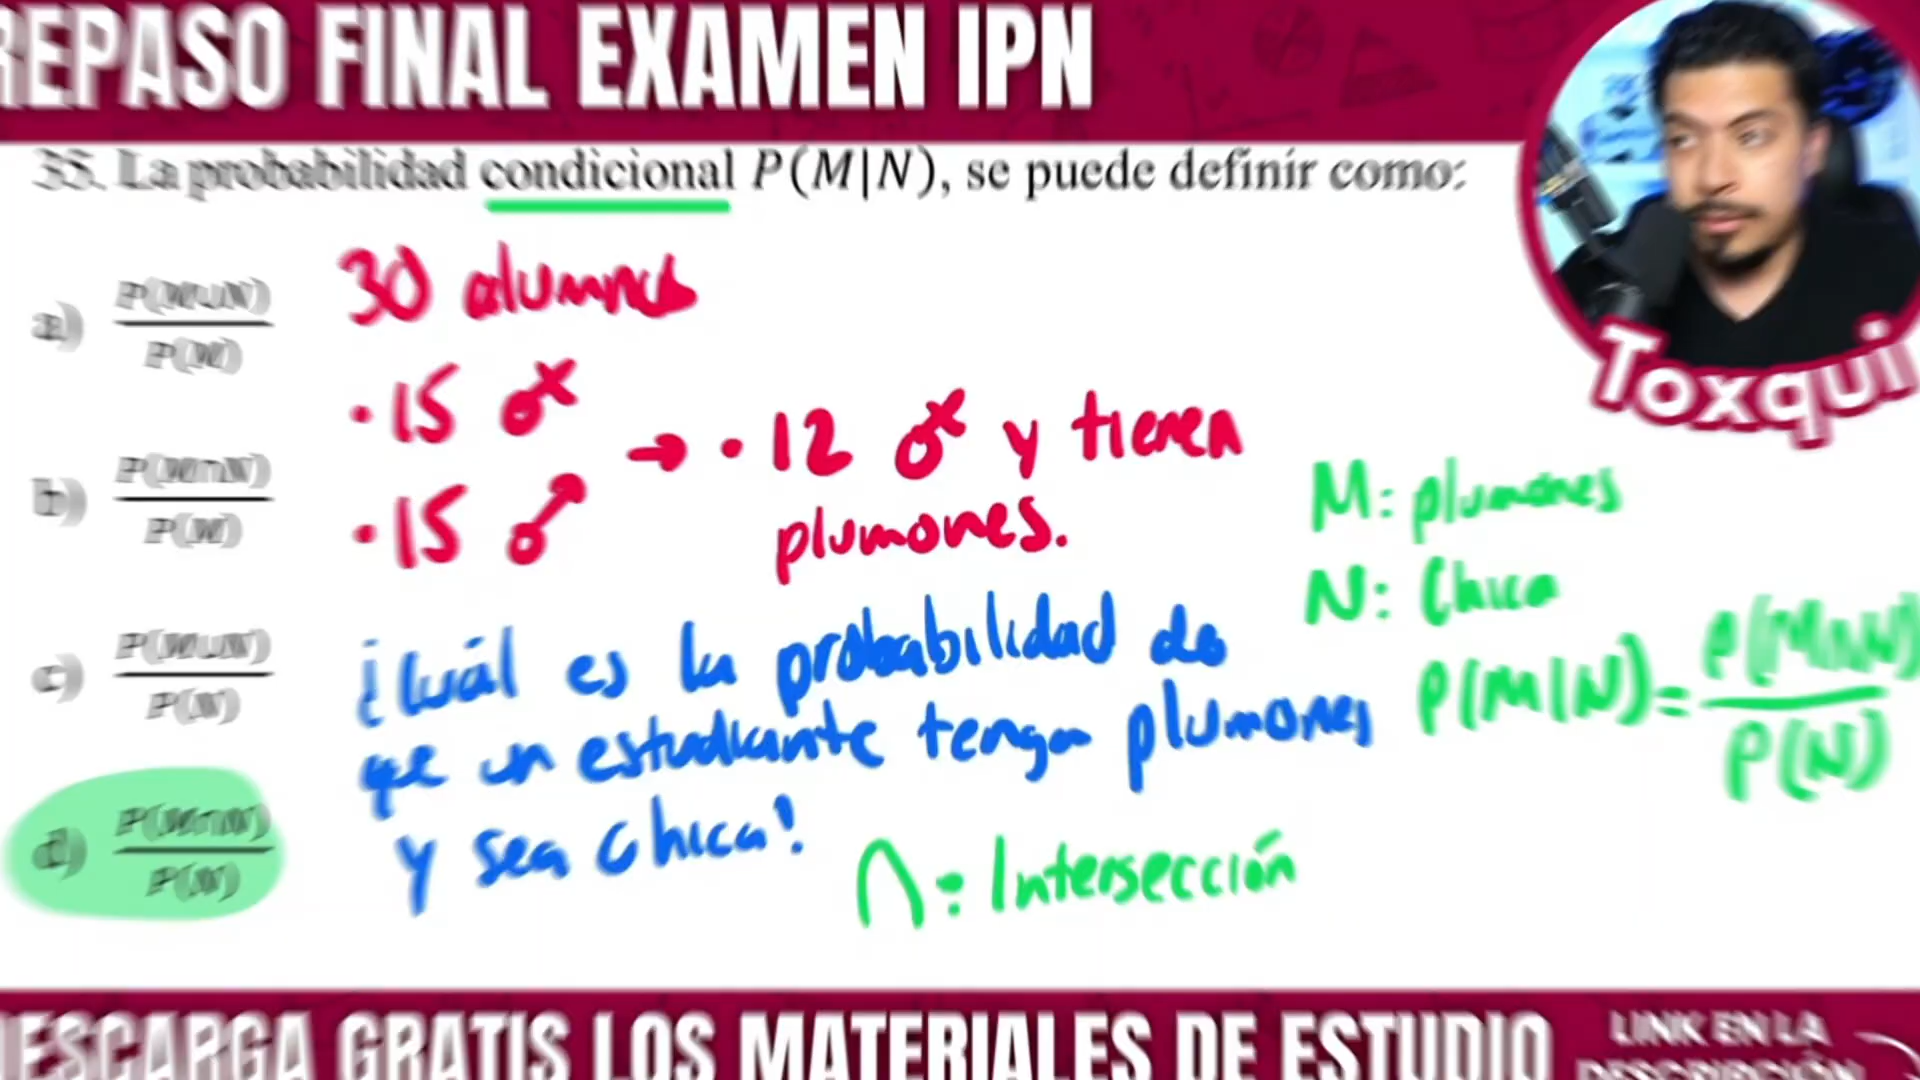 REPASO FINAL EXAMEN IPN
35. La probabilidad condicional P(M|N), se puede definir como:
a) P(M∪N)
P(M)
b) P(M∩N)
P(M)
c) P(M∪N)
P(N)
d) P(M∩N)
P(N)
30 alumnos
· 15
· 15
→ · 12 y tienen
plumones.
¿Cuál es la probabilidad de
que un estudiante tenga plumones
y sea chica?
∩ = Intersección
M: plumones
N: Chica
P(M|N) = P(M∩N)
P(N)
Toxqui
DESCARGA GRATIS LOS MATERIALES DE ESTUDIO
LINK EN LA
DESCRIPCIÓN